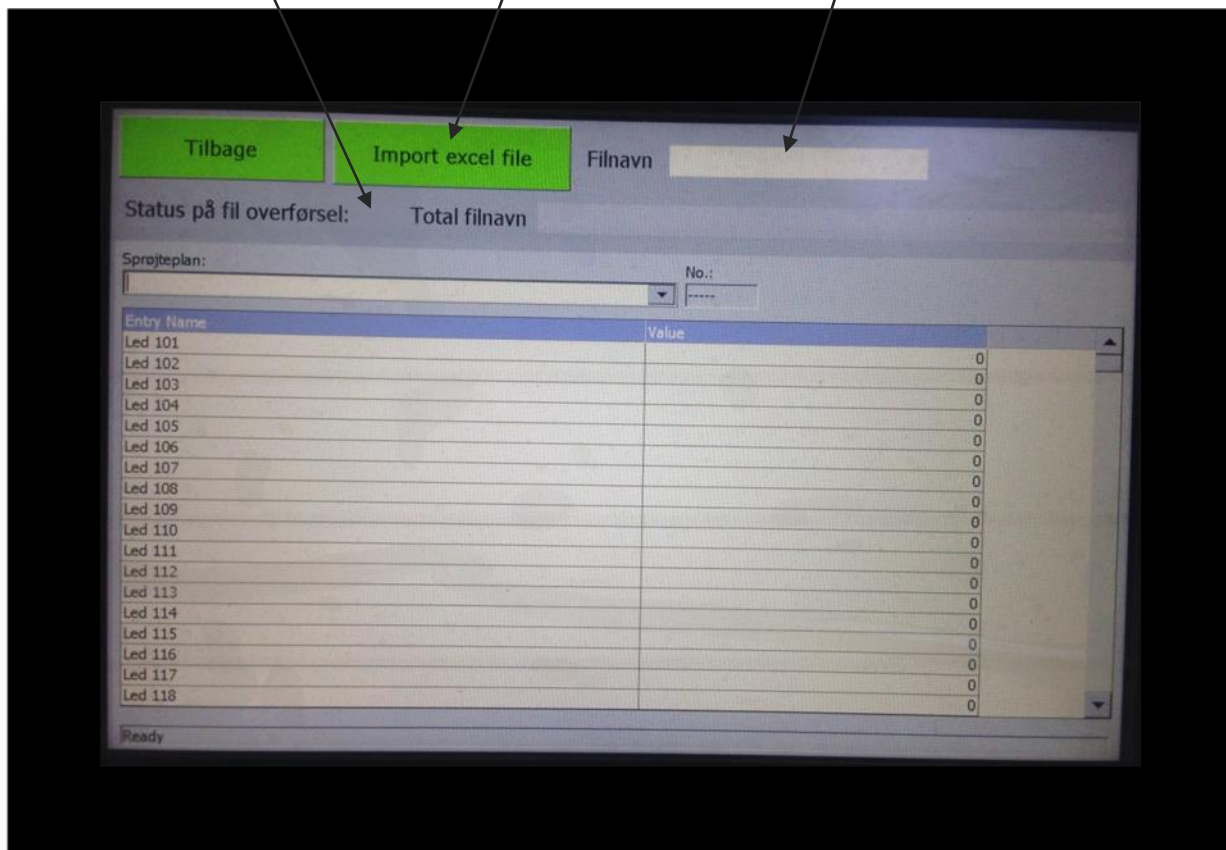 Tilbage Import excel file Filnavn
Status på fil overførsel: Total filnavn
Sprøjteplan: No.:
-----
Entry Name Value
Led 101 0
Led 102 0
Led 103 0
Led 104 0
Led 105 0
Led 106 0
Led 107 0
Led 108 0
Led 109 0
Led 110 0
Led 111 0
Led 112 0
Led 113 0
Led 114 0
Led 115 0
Led 116 0
Led 117 0
Led 118 0
Ready